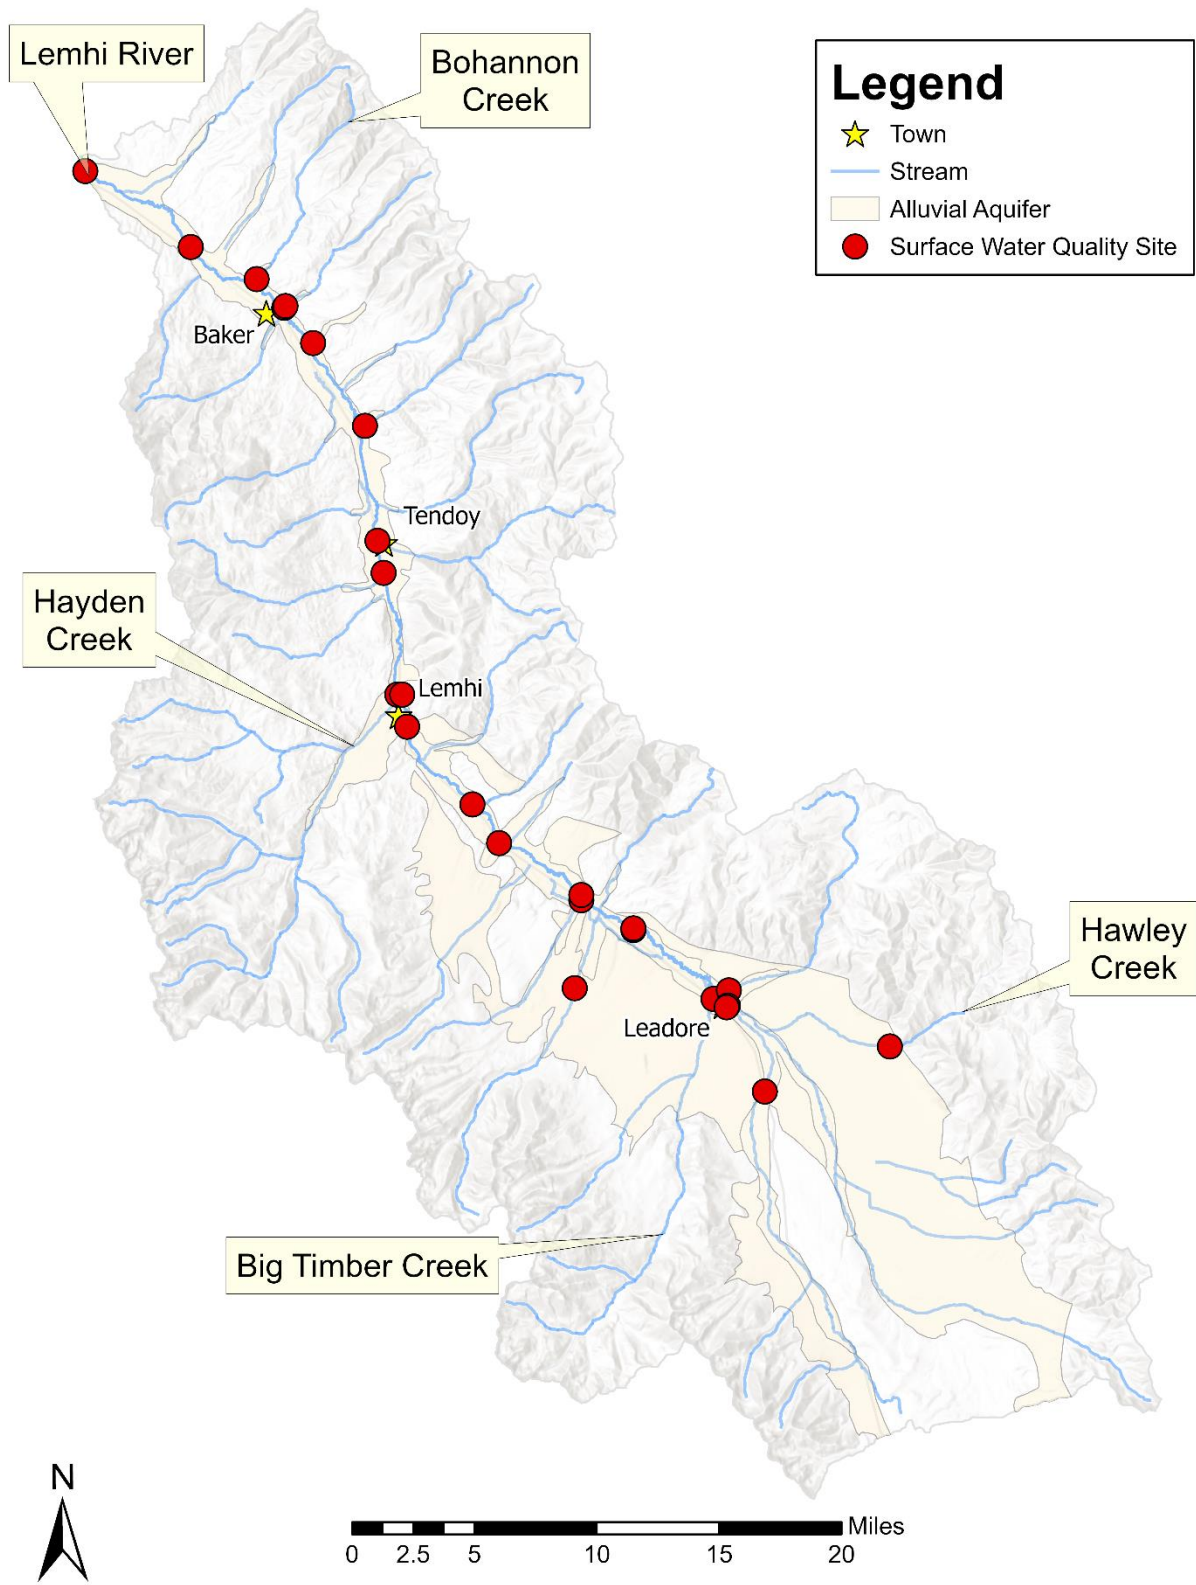 Lemhi River
Bohannon
Creek
Legend
Town
Stream
Alluvial Aquifer
Surface Water Quality Site
Baker
Tendoy
Hayden
Creek
Lemhi
Hawley
Creek
Leadore
Big Timber Creek
N
Miles
0 2.5 5 10 15 20